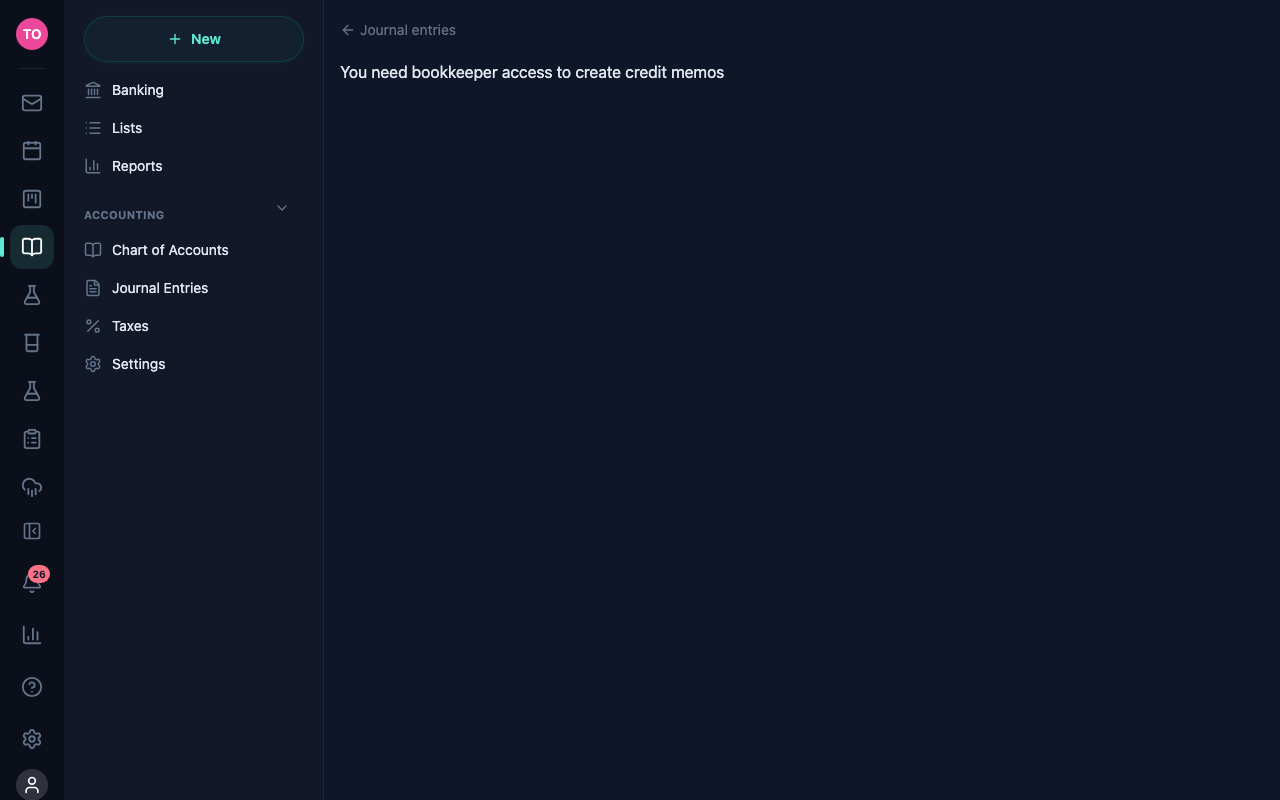 TO
26
New
Banking
Lists
Reports
ACCOUNTING
Chart of Accounts
Journal Entries
Taxes
Settings
Journal entries
You need bookkeeper access to create credit memos